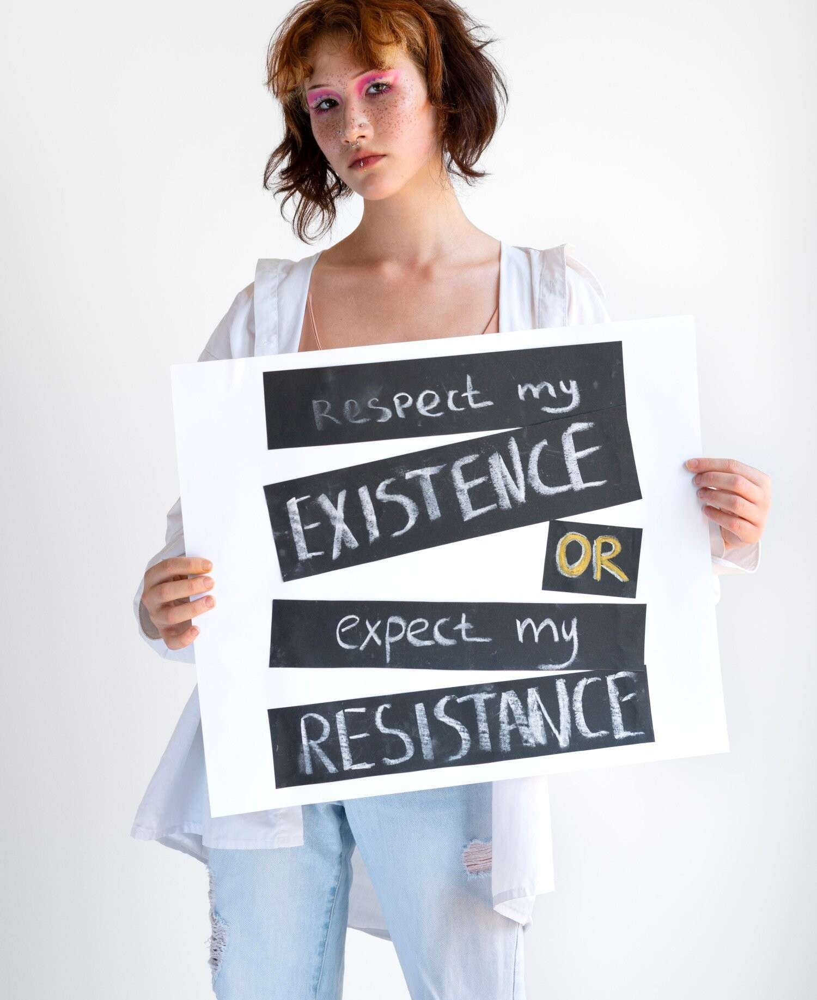 Respect my
EXISTENCE
OR
expect my
RESISTANCE